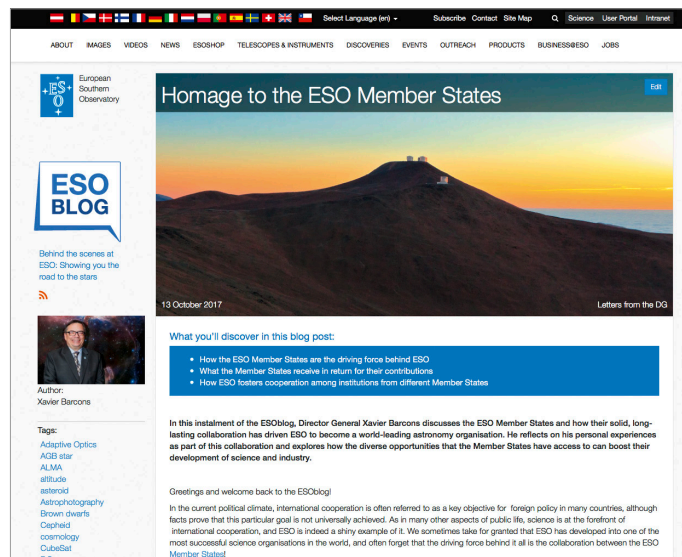 Select Language (en)
Subscribe Contact Site Map
Science User Portal Intranet
ABOUT IMAGES VIDEOS NEWS ESOSHOP TELESCOPES & INSTRUMENTS DISCOVERIES EVENTS OUTREACH PRODUCTS BUSINESS@ESO JOBS
ES
O
European
Southern
Observatory
Homage to the ESO Member States
Edit
13 October 2017
Letters from the DG
ESO
BLOG
Behind the scenes at
ESO: Showing you the
road to the stars
Author:
Xavier Barcons
Tags:
Adaptive Optics
AGB star
ALMA
altitude
asteroid
Astrophotography
Brown dwarfs
Cepheid
cosmology
CubeSat
What you'll discover in this blog post:
• How the ESO Member States are the driving force behind ESO
• What the Member States receive in return for their contributions
• How ESO fosters cooperation among institutions from different Member States
In this instalment of the ESOblog, Director General Xavier Barcons discusses the ESO Member States and how their solid, long-
lasting collaboration has driven ESO to become a world-leading astronomy organisation. He reflects on his personal experiences
as part of this collaboration and explores how the diverse opportunities that the Member States have access to can boost their
development of science and industry.
Greetings and welcome back to the ESOblog!
In the current political climate, international cooperation is often referred to as a key objective for foreign policy in many countries, although
facts prove that this particular goal is not universally achieved. As in many other aspects of public life, science is at the forefront of
international cooperation, and ESO is indeed a shiny example of it. We sometimes take for granted that ESO has developed into one of the
most successful science organisations in the world, and often forget that the driving force behind it all is the collaboration between the ESO
Member States!